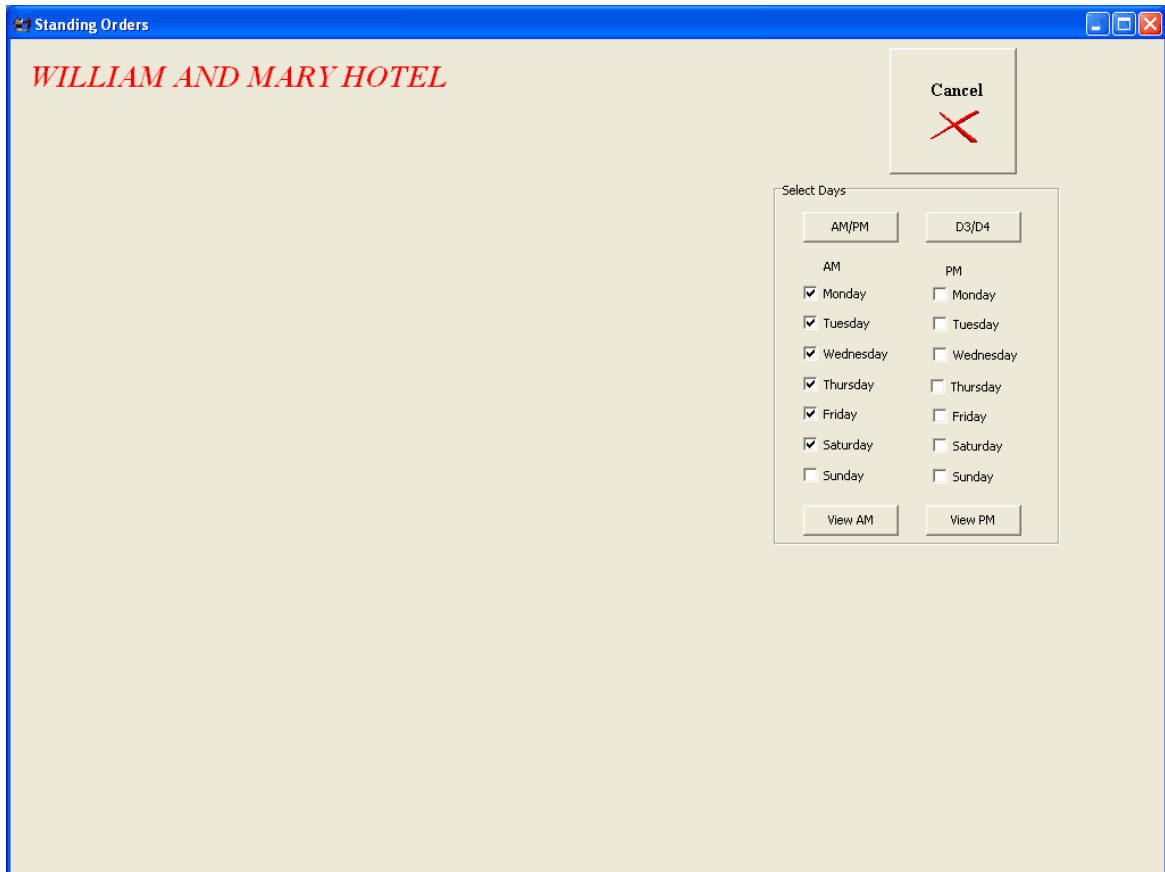 Standing Orders
WILLIAM AND MARY HOTEL
Cancel
Select Days
AM/PM D3/D4
AM PM
Monday Monday
Tuesday Tuesday
Wednesday Wednesday
Thursday Thursday
Friday Friday
Saturday Saturday
Sunday Sunday
View AM View PM